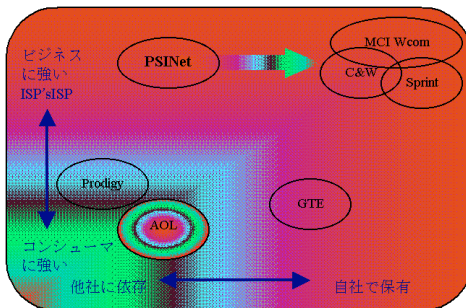 ビジネス
に強い
ISP'sISP
PSINet
MCI Wcom
C&W
Sprint
Prodigy
GTE
AOL
コンシューマ
に強い
他社に依存
自社で保有